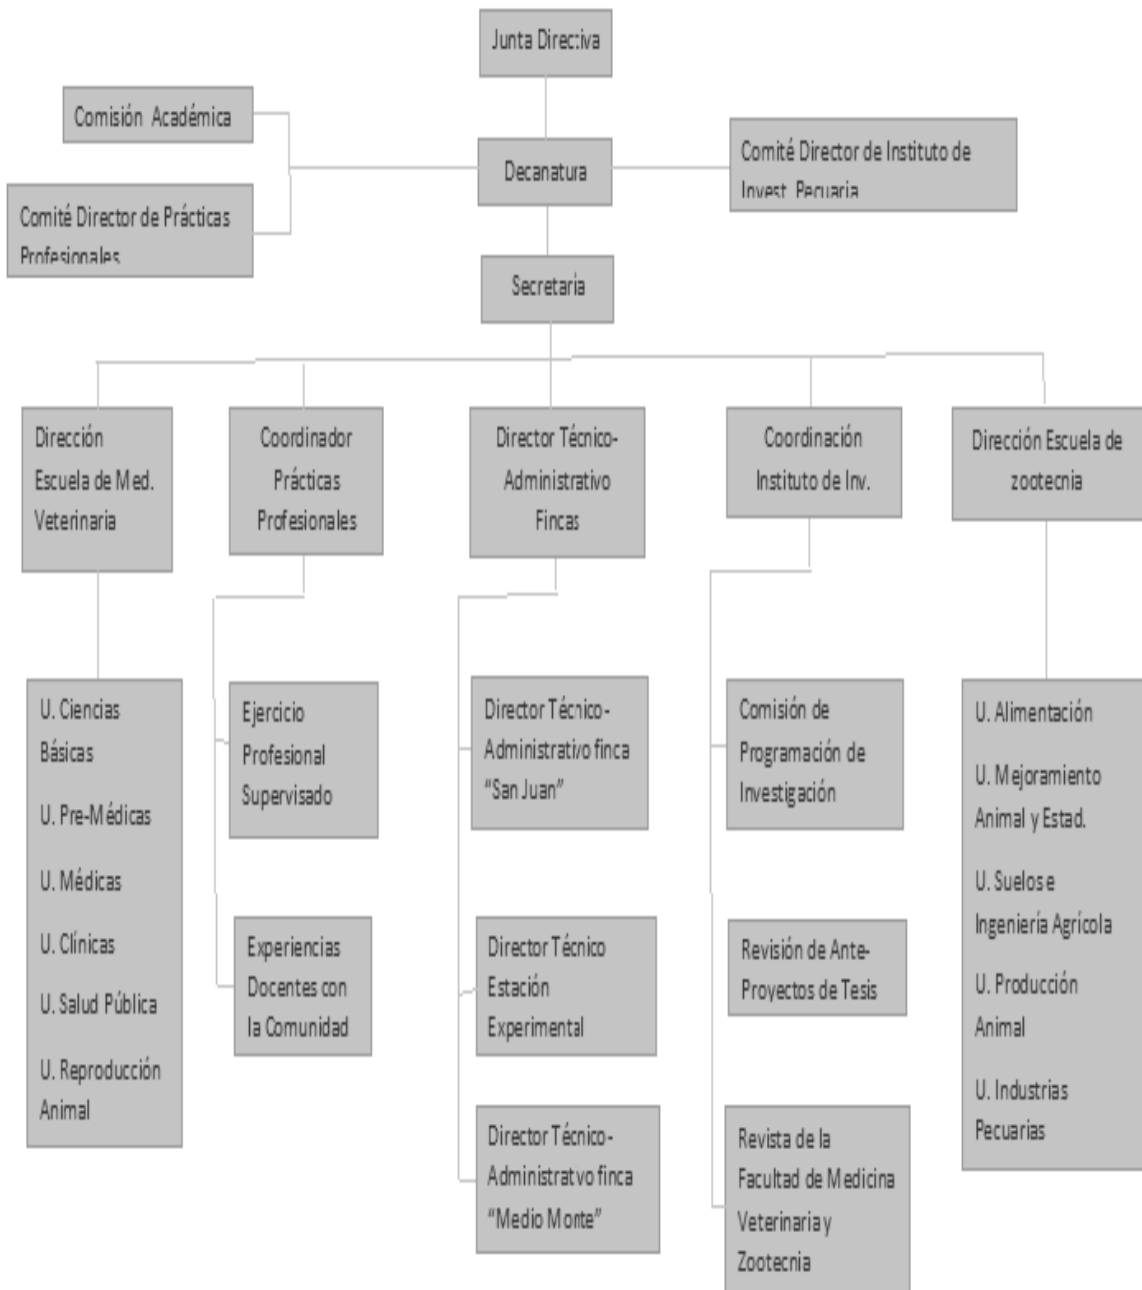 Junta Directiva
Comisión Académica
Decanatura
Comité Director de Instituto de
Invest. Pecuaria
Comité Director de Prácticas
Profesionales
Secretaria
Dirección
Escuela de Med.
Veterinaria
Coordinador
Prácticas
Profesionales
Director Técnico-
Administrativo
Fincas
Coordinación
Instituto de Inv.
Dirección Escuela de
zootecnia
U. Ciencias
Básicas
U. Pre-Médicas
U. Médicas
U. Clínicas
U. Salud Pública
U. Reproducción
Animal
Ejercicio
Profesional
Supervisado
Experiencias
Docentes con
la Comunidad
Director Técnico-
Administrativo finca
“San Juan”
Director Técnico
Estación
Experimental
Director Técnico-
Administratvo finca
“Medio Monte”
Comisión de
Programación de
Investigación
Revisión de Ante-
Proyectos de Tesis
Revista de la
Facultad de Medicina
Veterinaria y
Zootecnia
U. Alimentación
U. Mejoramiento
Animal y Estad.
U. Suelos e
Ingeniería Agrícola
U. Producción
Animal
U. Industrias
Pecuarias